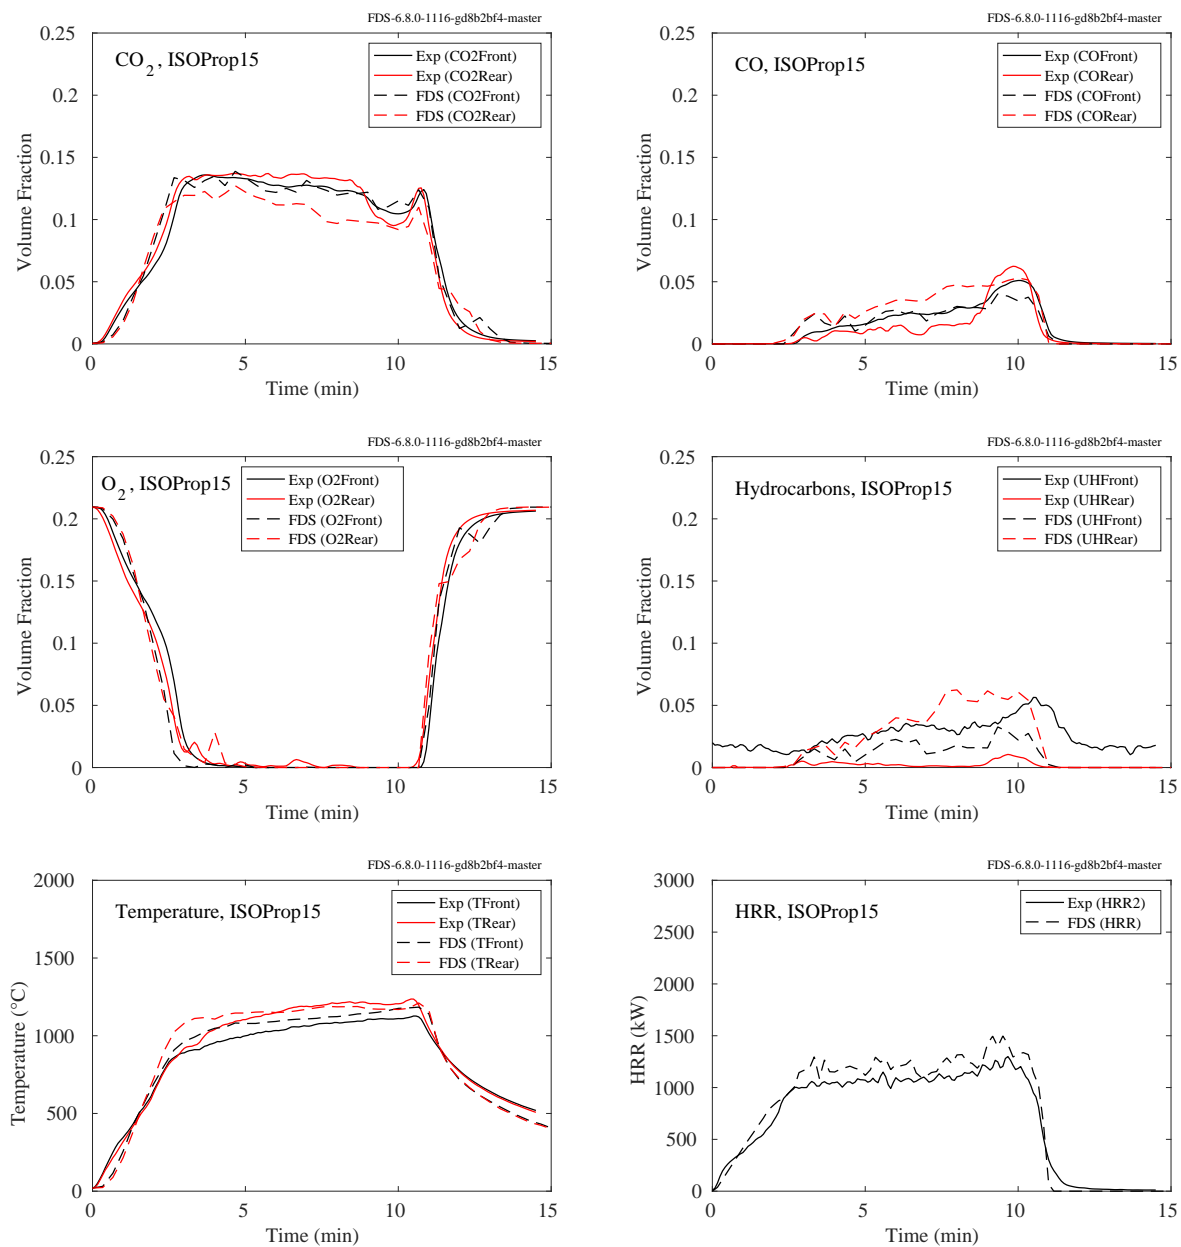 FDS-6.8.0-1116-gd8b2bf4-master
CO2, ISOProp15
Exp (CO2Front)
Exp (CO2Rear)
FDS (CO2Front)
FDS (CO2Rear)
0.25
0.2
0.15
0.1
0.05
0
Volume Fraction
0 5 10 15
Time (min)
FDS-6.8.0-1116-gd8b2bf4-master
CO, ISOProp15
Exp (COFront)
Exp (CORear)
FDS (COFront)
FDS (CORear)
0.25
0.2
0.15
0.1
0.05
0
Volume Fraction
0 5 10 15
Time (min)
FDS-6.8.0-1116-gd8b2bf4-master
O2, ISOProp15
Exp (O2Front)
Exp (O2Rear)
FDS (O2Front)
FDS (O2Rear)
0.25
0.2
0.15
0.1
0.05
0
Volume Fraction
0 5 10 15
Time (min)
FDS-6.8.0-1116-gd8b2bf4-master
Hydrocarbons, ISOProp15
Exp (UHFront)
Exp (UHRear)
FDS (UHFront)
FDS (UHRear)
0.25
0.2
0.15
0.1
0.05
0
Volume Fraction
0 5 10 15
Time (min)
FDS-6.8.0-1116-gd8b2bf4-master
Temperature, ISOProp15
Exp (TFront)
Exp (TRear)
FDS (TFront)
FDS (TRear)
2000
1500
1000
500
0
Temperature (°C)
0 5 10 15
Time (min)
FDS-6.8.0-1116-gd8b2bf4-master
HRR, ISOProp15
Exp (HRR2)
FDS (HRR)
3000
2500
2000
1500
1000
500
0
HRR (kW)
0 5 10 15
Time (min)